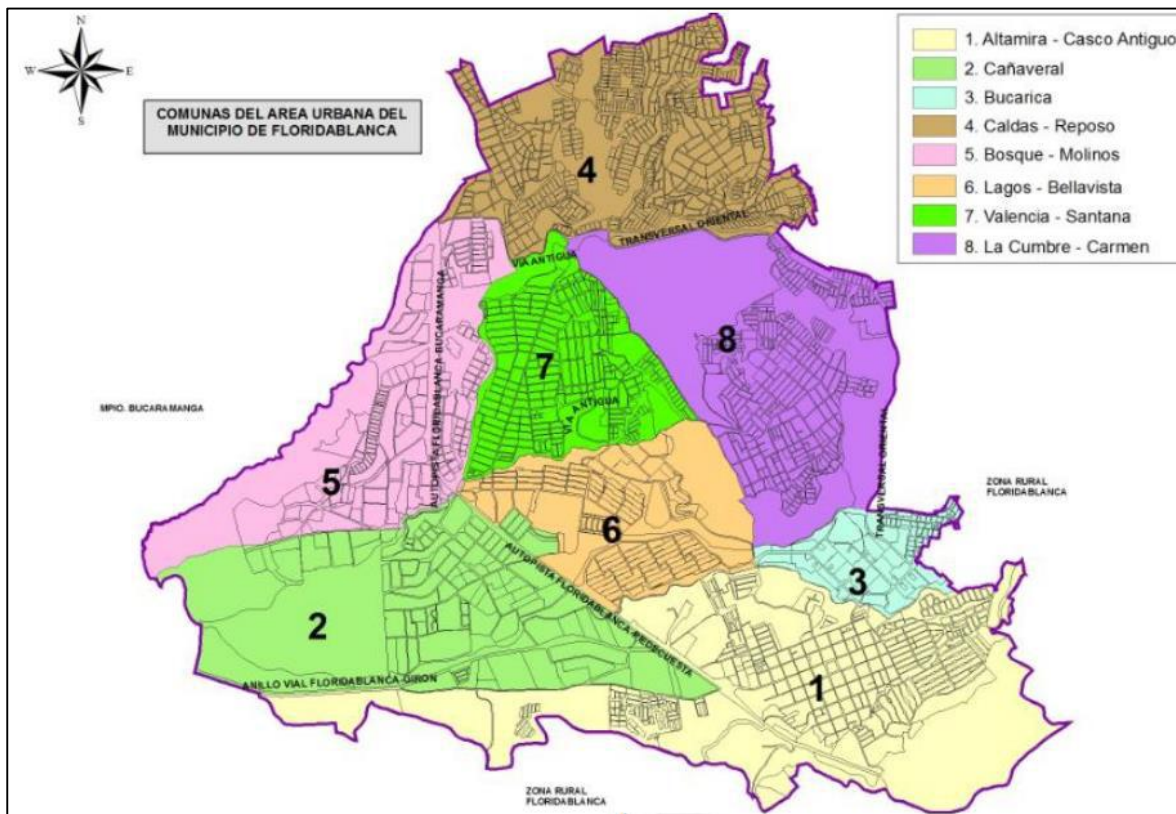 N
W
E
S
COMUNAS DEL AREA URBANA DEL
MUNICIPIO DE FLORIDABLANCA
1. Altamira - Casco Antiguo
2. Cañaveral
3. Bucarica
4. Caldas - Reposo
5. Bosque - Molinos
6. Lagos - Bellavista
7. Valencia - Santana
8. La Cumbre - Carmen
4
TRANSVERSAL ORIENTAL
VIA ANTIGUA
AUTOPISTA FLORIDABLANCA-BUCARAMANGA
8
7
VIA ANTIGUA
MPIO. BUCARAMANGA
5
TRANSVERSAL ORIENTAL
ZONA RURAL
FLORIDABLANCA
6
AUTOPISTA FLORIDABLANCA-PIEDECUESTA
3
2
ANILLO VIAL FLORIDABLANCA-GIRON
1
ZONA RURAL
FLORIDABLANCA